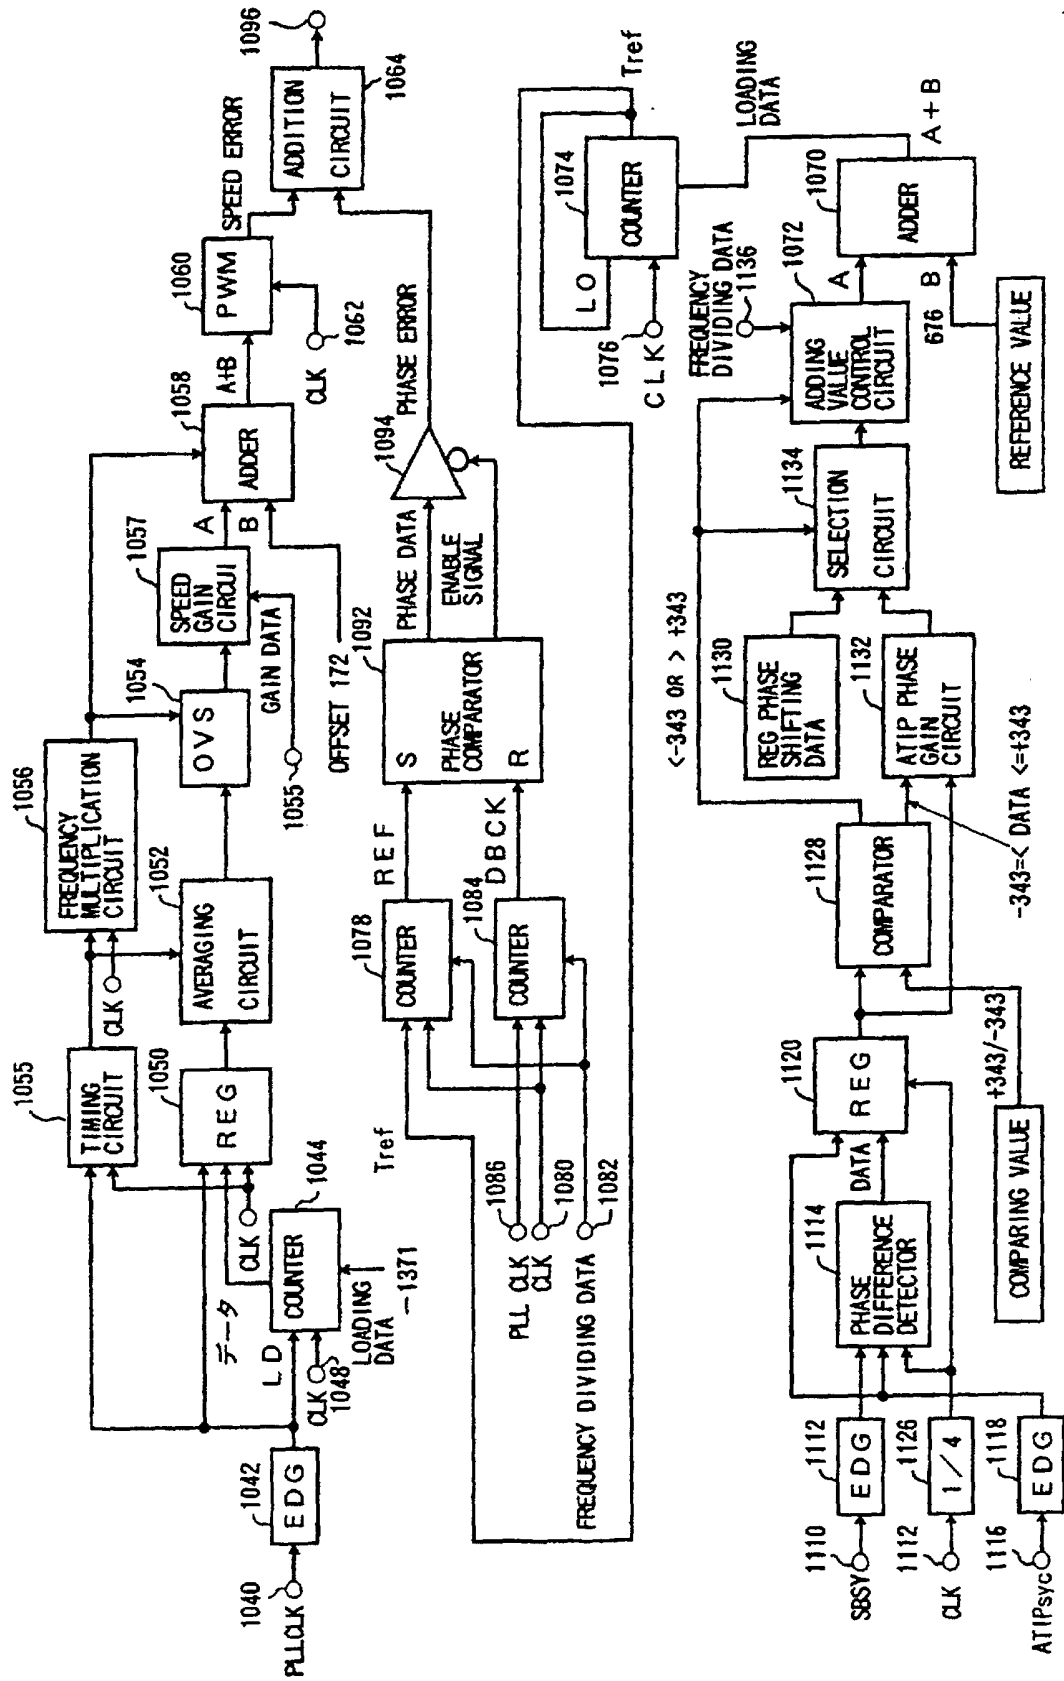 PLLCLK
1040
1042
EDG
1055
TIMING
CIRCUIT
CLK
1056
FREQUENCY
MULTIPLICATION
CIRCUIT
データ
LD
CLK
1048
1044
COUNTER
LOADING
DATA
-1371
CLK
1050
REG
1052
AVERAGING
CIRCUIT
1054
OVS
1055
GAIN DATA
1057
SPEED
GAIN
CIRCUI
A
B
OFFSET 172
1058
ADDER
A+B
1060
PWM
1062
CLK
SPEED ERROR
ADDITION
CIRCUIT
1064
1096
Tref
1086
PLL CLK
CLK
1080
1082
FREQUENCY DIVIDING DATA
1078
COUNTER
REF
1084
COUNTER
DBCK
1092
S
PHASE
COMPARATOR
R
PHASE DATA
ENABLE
SIGNAL
1094
PHASE ERROR
1074
COUNTER
LO
1076
CLK
Tref
LOADING
DATA
1110
SBSY
1112
EDG
1112
CLK
1126
1/4
1116
ATIPsyc
1118
EDG
1114
PHASE
DIFFERENCE
DETECTOR
DATA
1120
REG
COMPARING VALUE
+343/-343
1128
COMPARATOR
<-343 OR > +343
-343=< DATA <=+343
1130
REG PHASE
SHIFTING
DATA
1132
ATIP PHASE
GAIN
CIRCUIT
1134
SELECTION
CIRCUIT
FREQUENCY
DIVIDING DATA
1136
1072
ADDING
VALUE
CONTROL
CIRCUIT
A
B
676
REFERENCE VALUE
1070
ADDER
A+B